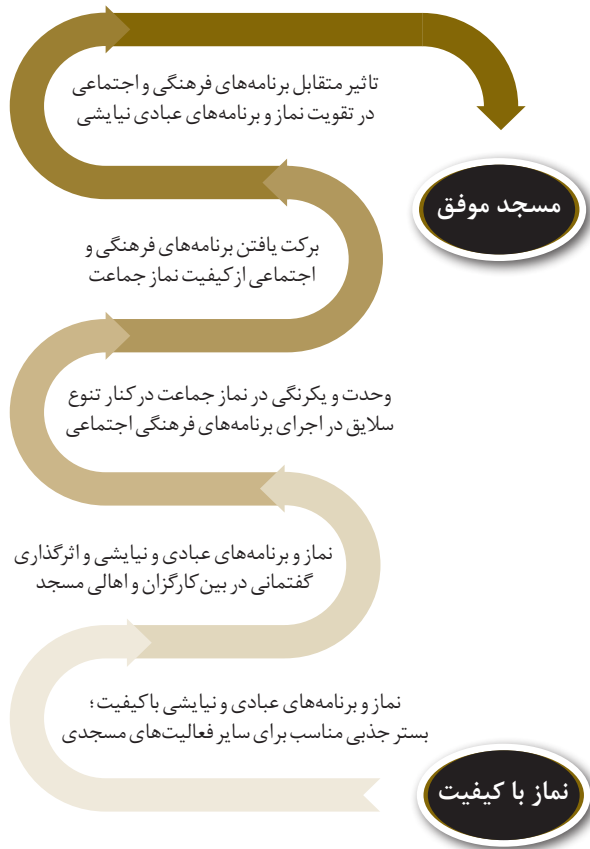 تاثیر متقابل برنامه‌های فرهنگی و اجتماعی
در تقویت نماز و برنامه‌های عبادی نیایشی
مسجد موفق
برکت یافتن برنامه‌های فرهنگی و
اجتماعی از کیفیت نماز جماعت
وحدت و یکرنگی در نماز جماعت در کنار تنوع
سلایق در اجرای برنامه‌های فرهنگی اجتماعی
نماز و برنامه‌های عبادی و نیایشی و اثرگذاری
گفتمانی در بین کارگزان و اهالی مسجد
نماز و برنامه‌های عبادی و نیایشی باکیفیت؛
بستر جذبی مناسب برای سایر فعالیت‌های مسجدی
نماز با کیفیت